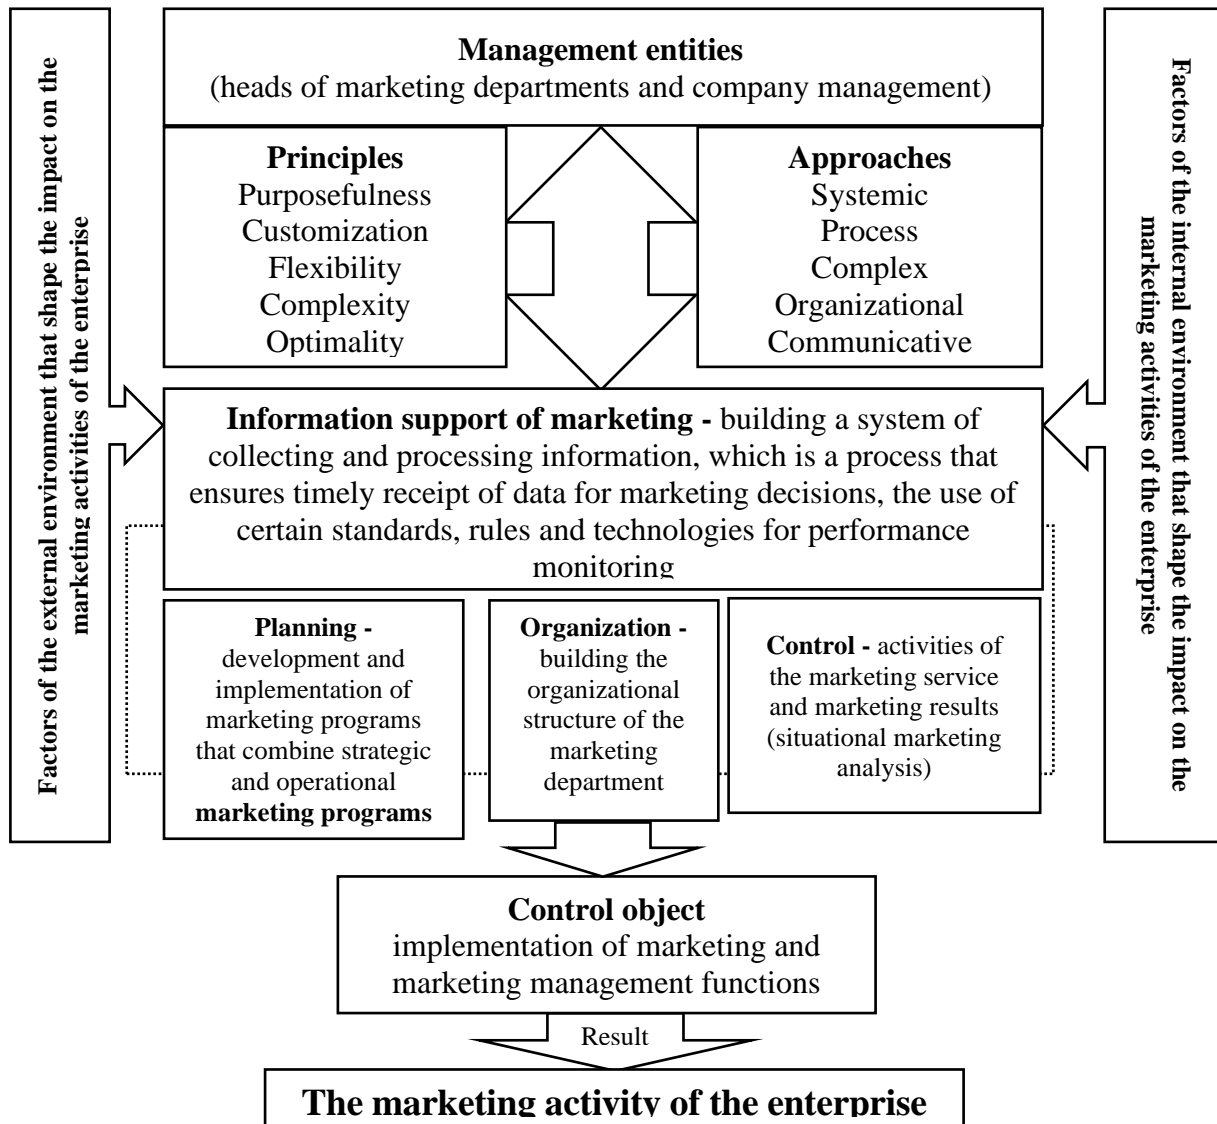 Factors of the external environment that shape the impact on the
marketing activities of the enterprise
Management entities
(heads of marketing departments and company management)
Principles
Purposefulness
Customization
Flexibility
Complexity
Optimality
Approaches
Systemic
Process
Complex
Organizational
Communicative
Factors of the internal environment that shape the impact on the
marketing activities of the enterprise
Information support of marketing - building a system of
collecting and processing information, which is a process that
ensures timely receipt of data for marketing decisions, the use of
certain standards, rules and technologies for performance
monitoring
Planning -
development and
implementation of
marketing programs
that combine strategic
and operational
marketing programs
Organization -
building the
organizational
structure of the
marketing
department
Control - activities of
the marketing service
and marketing results
(situational marketing
analysis)
Control object
implementation of marketing and
marketing management functions
Result
The marketing activity of the enterprise